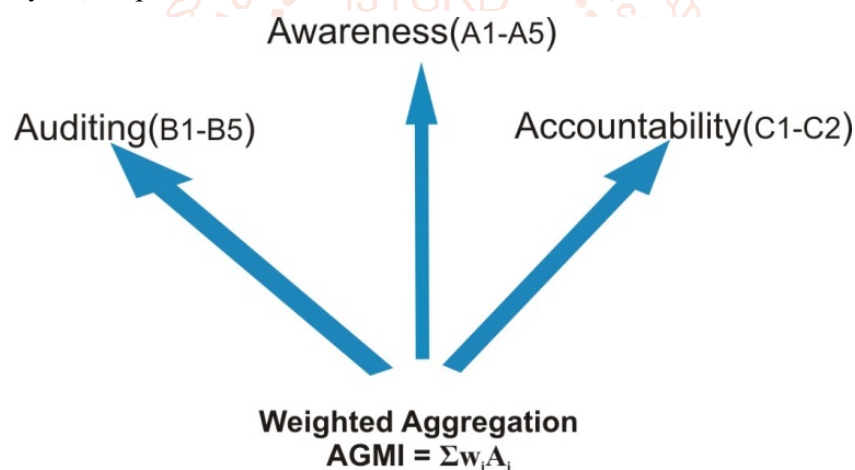 Awareness(A1-A5)
Auditing(B1-B5)
Accountability(C1-C2)
Weighted Aggregation
AGMI = ΣwᵢAᵢ